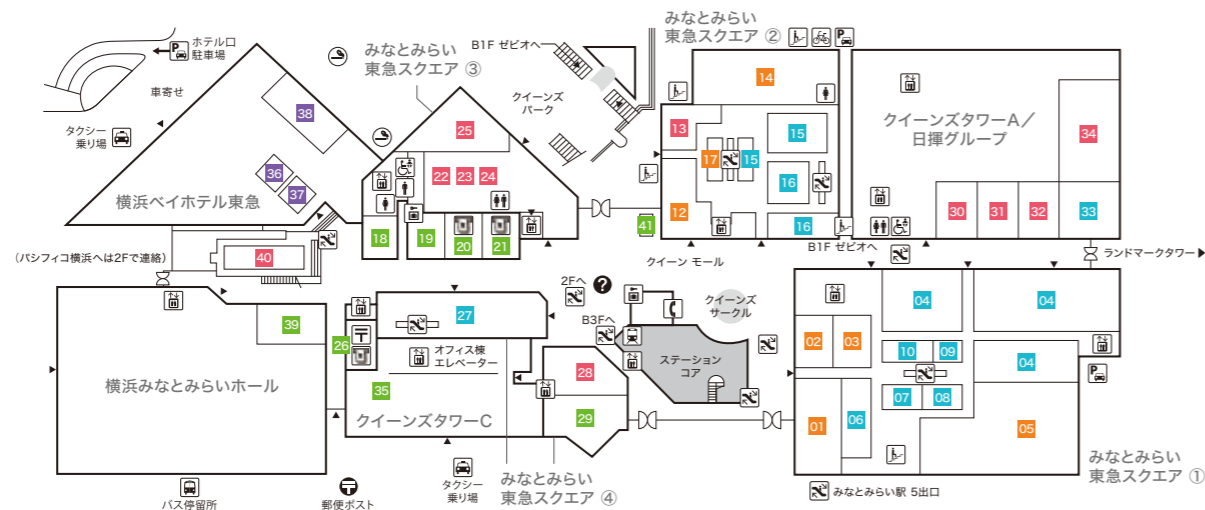 ホテル口
駐車場
車寄せ
タクシー
乗り場
38
36
37
横浜ベイホテル東急
みなとみらい
東急スクエア ③
25
22
23
24
18
19
20
21
B1F ゼビオへ
クイーンズ
パーク
みなとみらい
東急スクエア ②
14
13
15
17
15
16
12
16
41
B1F ゼビオへ
クイーンズタワーA／
日揮グループ
34
30
31
32
33
ランドマークタワー
クイーン モール
(パシフィコ横浜へは2Fで連絡)
40
39
横浜みなとみらいホール
バス停留所
郵便ポスト
26
27
オフィス棟
エレベーター
35
クイーンズタワーC
28
29
タクシー
乗り場
みなとみらい
東急スクエア ④
2Fへ
?
B3Fへ
クイーンズ
サークル
ステーション
コア
04
04
02
03
10
09
04
07
08
01
06
05
みなとみらい
東急スクエア ①
みなとみらい駅 5出口
P
P
P